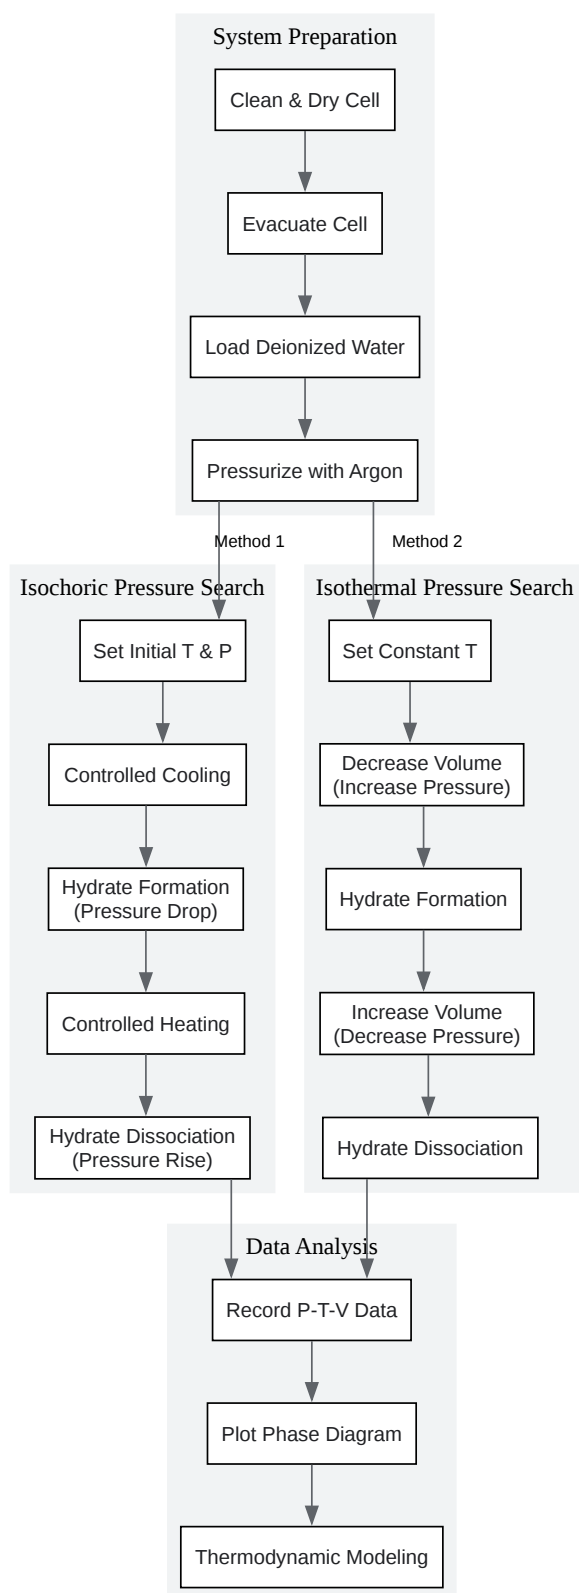 System Preparation
Clean & Dry Cell
Evacuate Cell
Load Deionized Water
Pressurize with Argon
Method 1
Method 2
Isochoric Pressure Search
Set Initial T & P
Controlled Cooling
Hydrate Formation
(Pressure Drop)
Controlled Heating
Hydrate Dissociation
(Pressure Rise)
Isothermal Pressure Search
Set Constant T
Decrease Volume
(Increase Pressure)
Hydrate Formation
Increase Volume
(Decrease Pressure)
Hydrate Dissociation
Data Analysis
Record P-T-V Data
Plot Phase Diagram
Thermodynamic Modeling